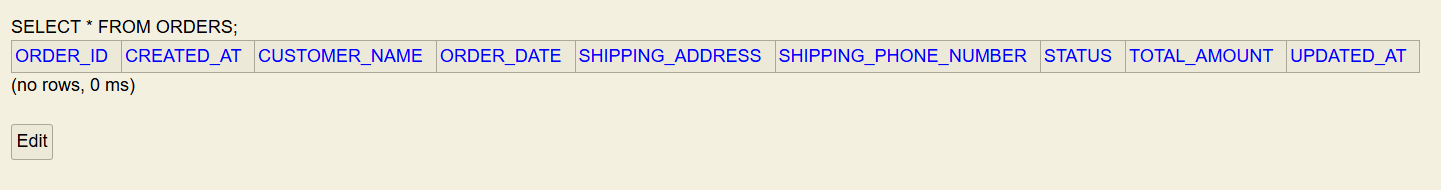 SELECT * FROM ORDERS;
ORDER_ID CREATED_AT CUSTOMER_NAME ORDER_DATE SHIPPING_ADDRESS SHIPPING_PHONE_NUMBER STATUS TOTAL_AMOUNT UPDATED_AT
(no rows, 0 ms)
Edit